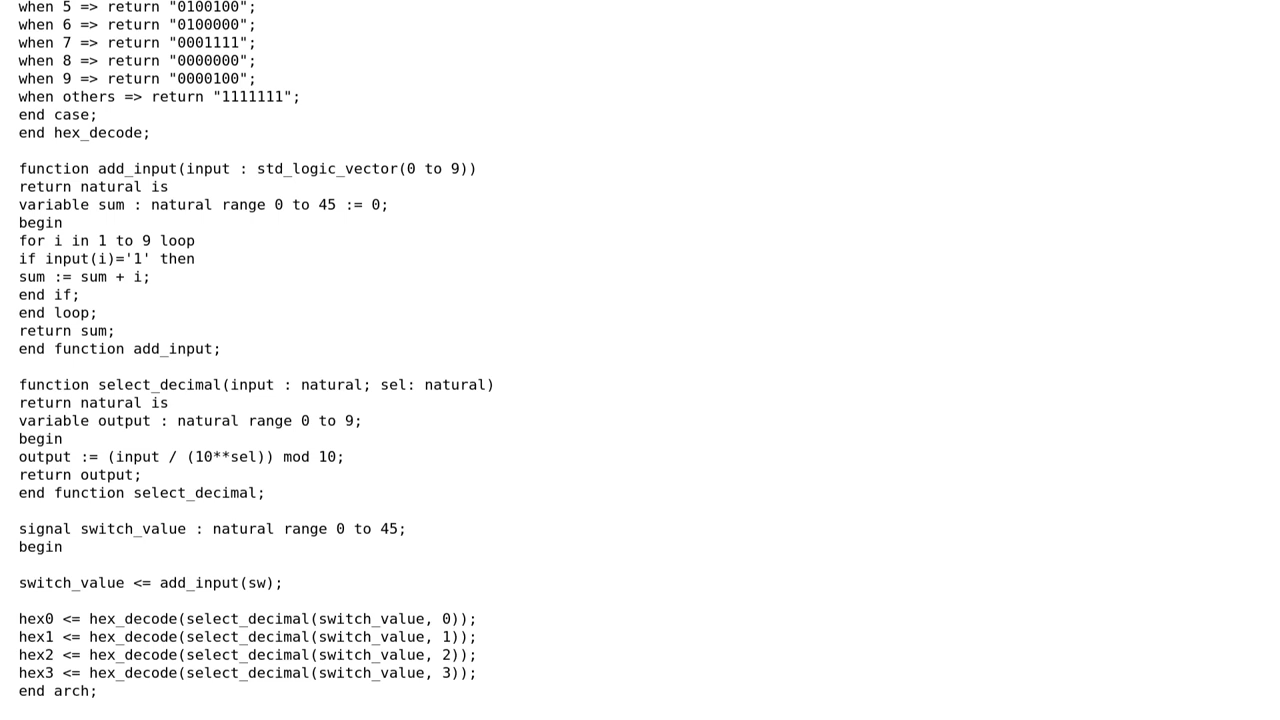 when 5 => return "0100100";
when 6 => return "0100000";
when 7 => return "0001111";
when 8 => return "0000000";
when 9 => return "0000100";
when others => return "1111111";
end case;
end hex_decode;

function add_input(input : std_logic_vector(0 to 9))
return natural is
variable sum : natural range 0 to 45 := 0;
begin
for i in 1 to 9 loop
if input(i)='1' then
sum := sum + i;
end if;
end loop;
return sum;
end function add_input;

function select_decimal(input : natural; sel: natural)
return natural is
variable output : natural range 0 to 9;
begin
output := (input / (10**sel)) mod 10;
return output;
end function select_decimal;

signal switch_value : natural range 0 to 45;
begin

switch_value <= add_input(sw);

hex0 <= hex_decode(select_decimal(switch_value, 0));
hex1 <= hex_decode(select_decimal(switch_value, 1));
hex2 <= hex_decode(select_decimal(switch_value, 2));
hex3 <= hex_decode(select_decimal(switch_value, 3));
end arch;